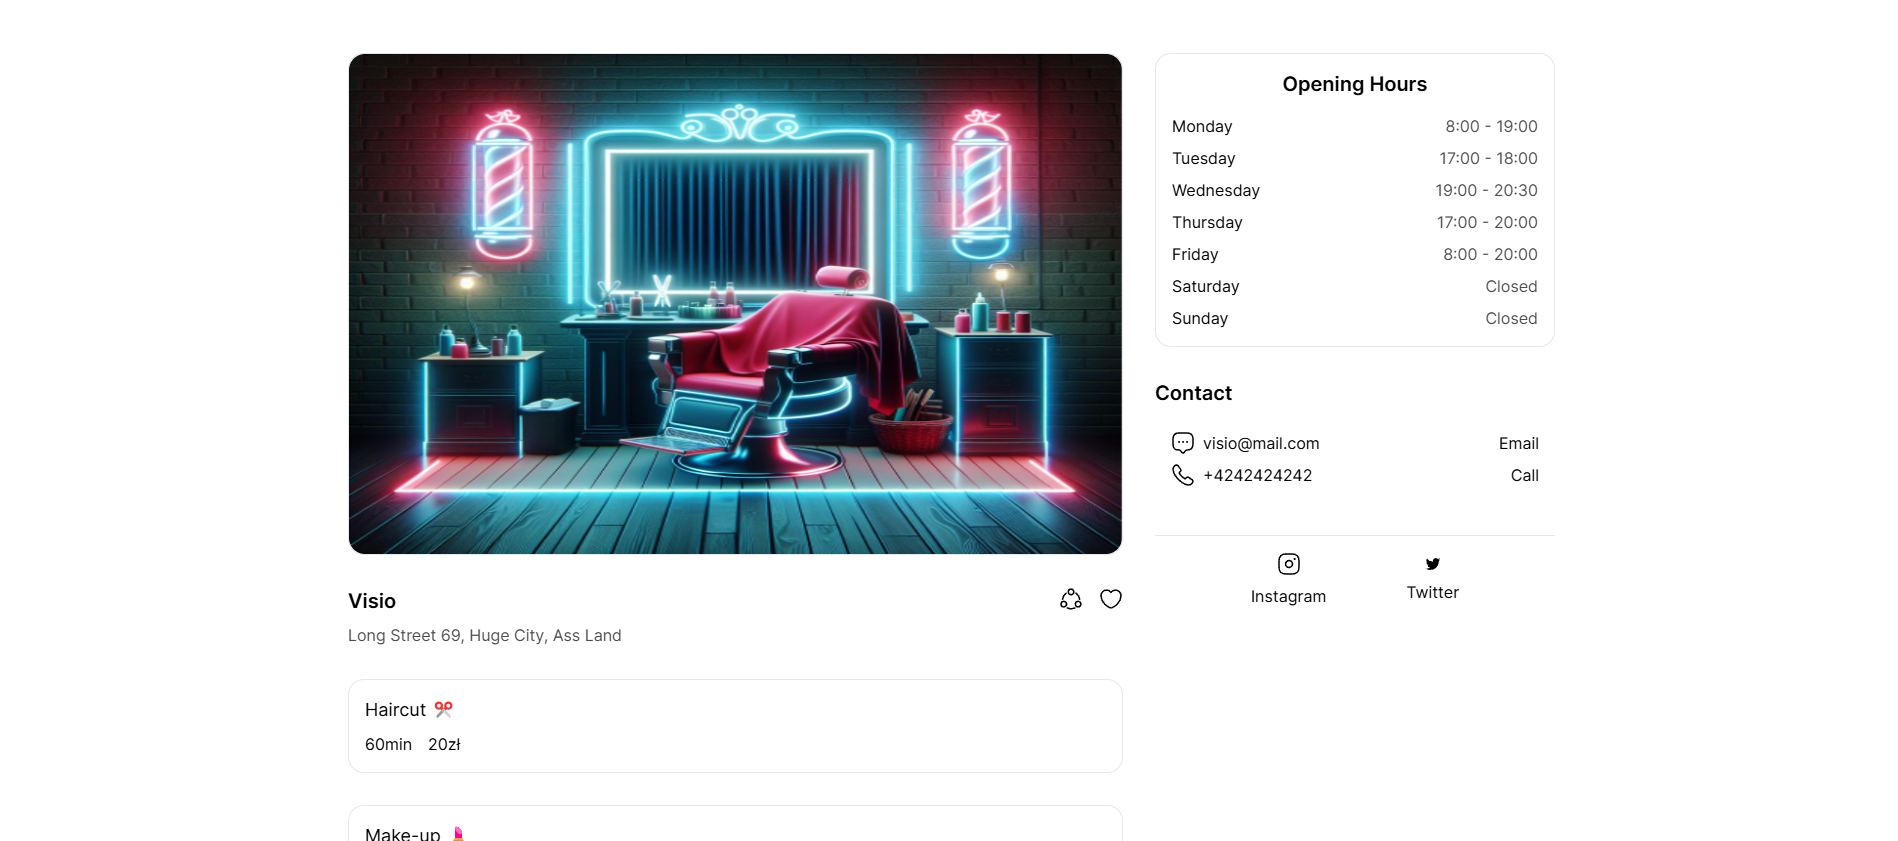 Opening Hours
Monday 8:00 - 19:00
Tuesday 17:00 - 18:00
Wednesday 19:00 - 20:30
Thursday 17:00 - 20:00
Friday 8:00 - 20:00
Saturday Closed
Sunday Closed
Contact
visio@mail.com Email
+4242424242 Call
Instagram Twitter
Visio
Long Street 69, Huge City, Ass Land
Haircut ✂️
60min 20zł
Make-up 💄